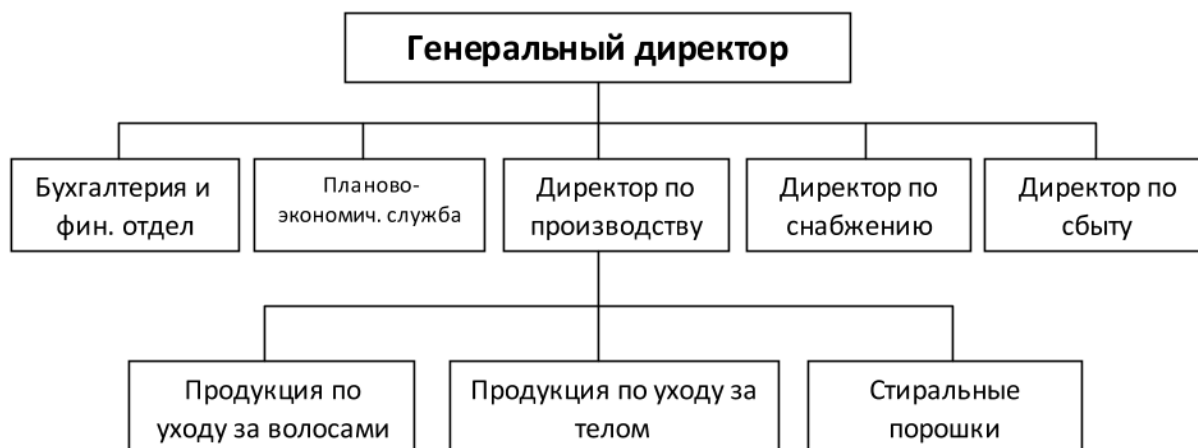 Генеральный директор
Бухгалтерия и
фин. отдел
Планово-
экономич. служба
Директор по
производству
Директор по
снабжению
Директор по
сбыту
Продукция по
уходу за волосами
Продукция по уходу за
телом
Стиральные
порошки